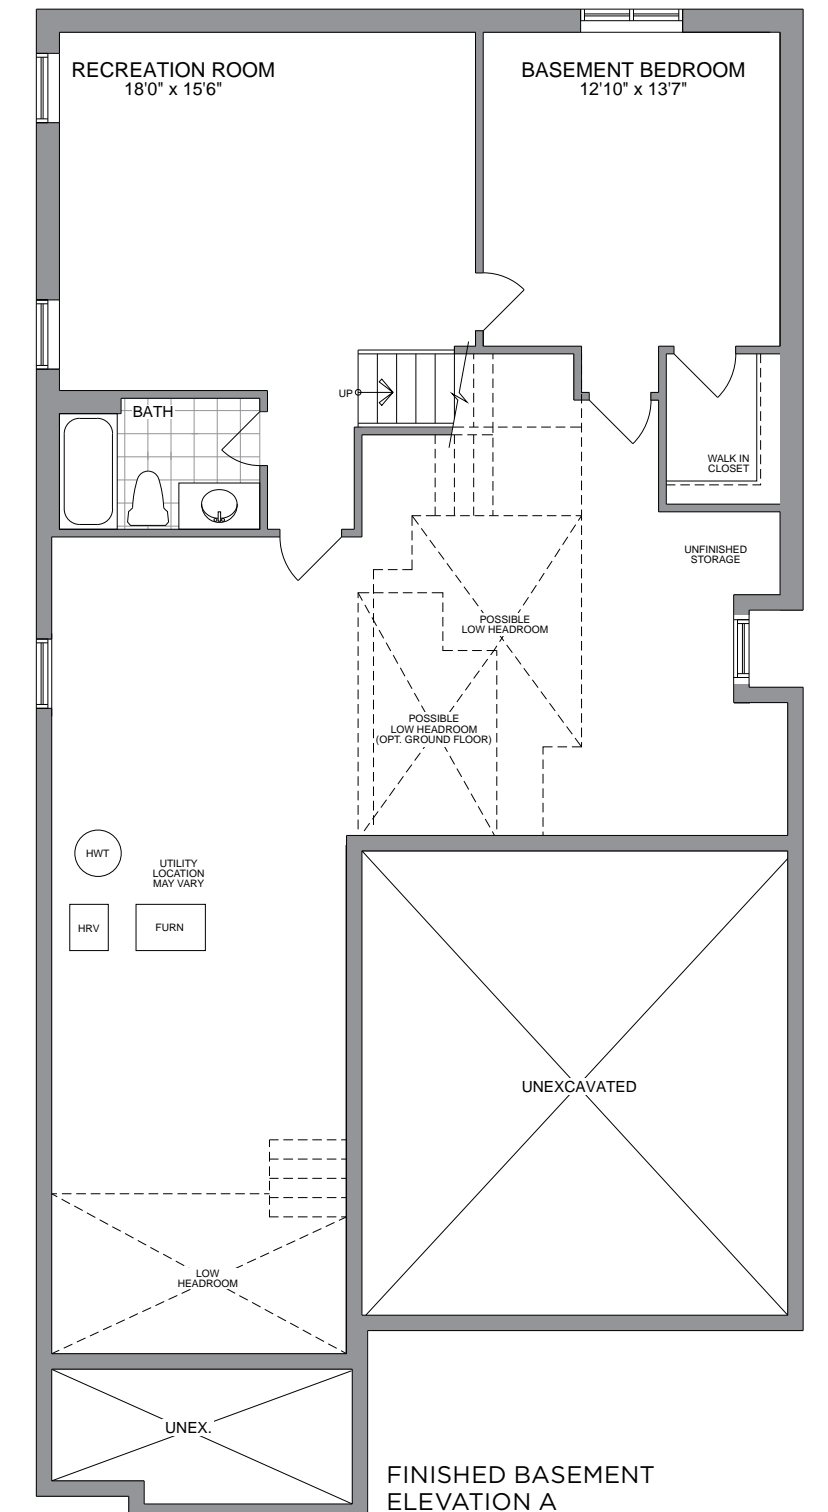 RECREATION ROOM
18'0" x 15'6"
BASEMENT BEDROOM
12'10" x 13'7"
UP
BATH
WALK IN
CLOSET
UNFINISHED
STORAGE
POSSIBLE
LOW HEADROOM
POSSIBLE
LOW HEADROOM
(OPT. GROUND FLOOR)
HWT
UTILITY
LOCATION
MAY VARY
HRV
FURN
UNEXCAVATED
LOW
HEADROOM
UNEX.
FINISHED BASEMENT
ELEVATION A